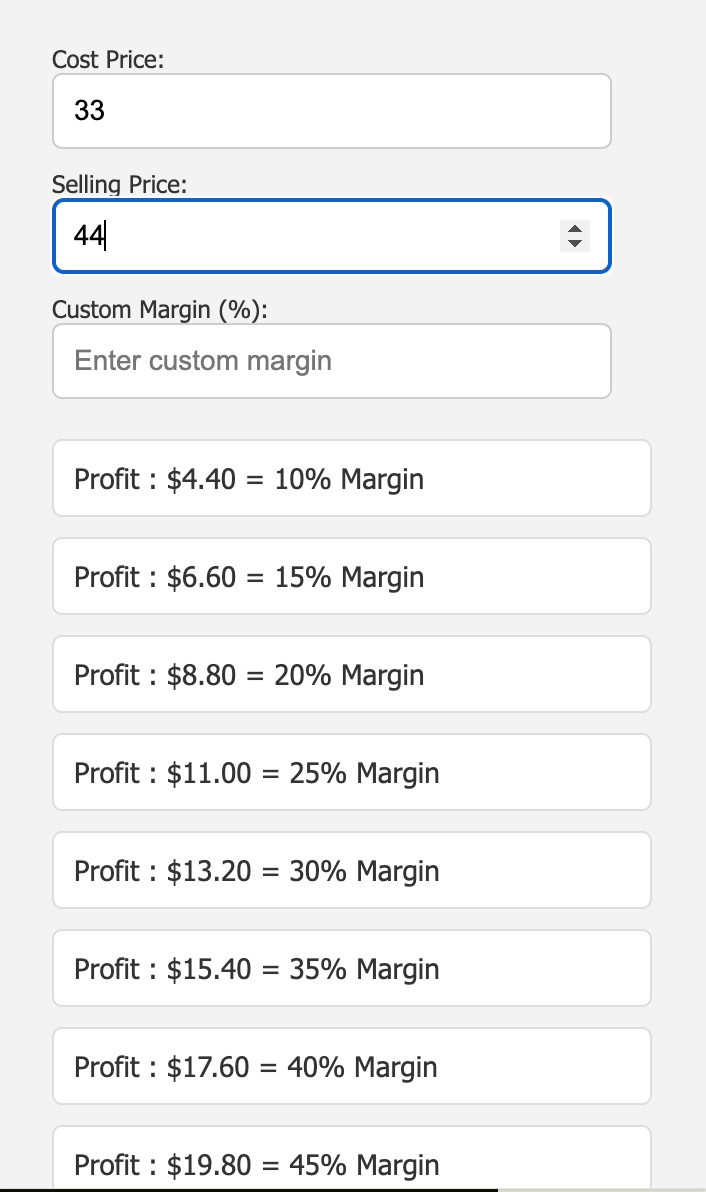 Cost Price:
33
Selling Price:
44
Custom Margin (%):
Enter custom margin
Profit : $4.40 = 10% Margin
Profit : $6.60 = 15% Margin
Profit : $8.80 = 20% Margin
Profit : $11.00 = 25% Margin
Profit : $13.20 = 30% Margin
Profit : $15.40 = 35% Margin
Profit : $17.60 = 40% Margin
Profit : $19.80 = 45% Margin